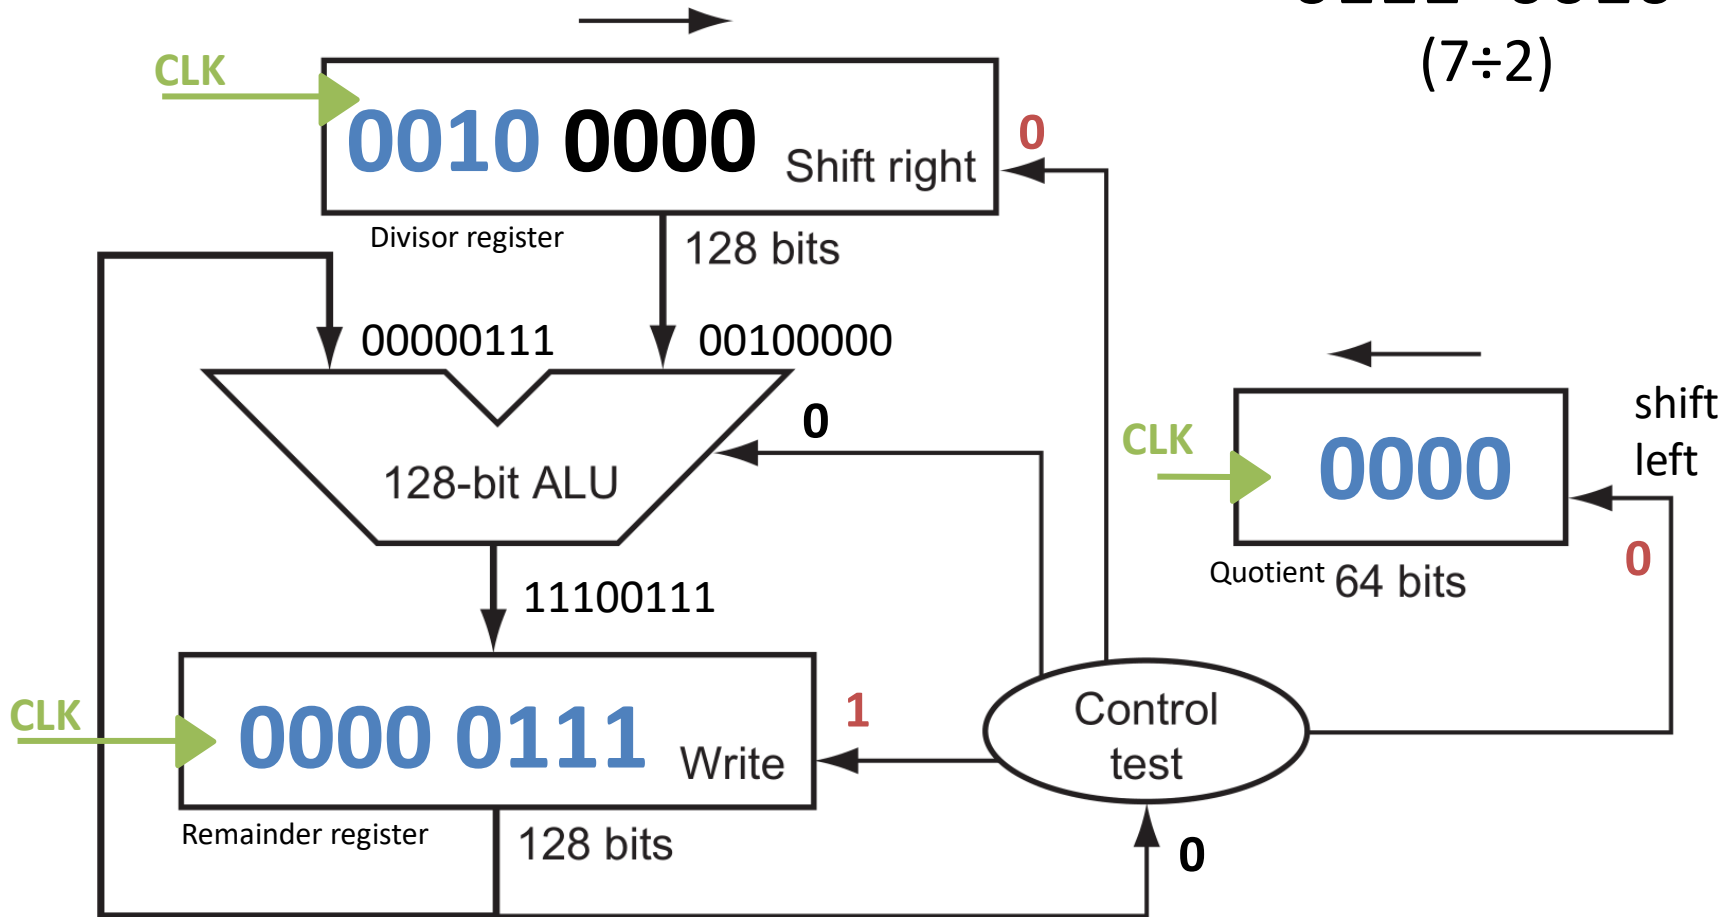 (7÷2)
CLK
0010 0000
Shift right
0
Divisor register
128 bits
00000111
00100000
0
128-bit ALU
shift
left
CLK
0000
0
Quotient
64 bits
11100111
CLK
0000 0111
Write
1
Control
test
Remainder register
128 bits
0